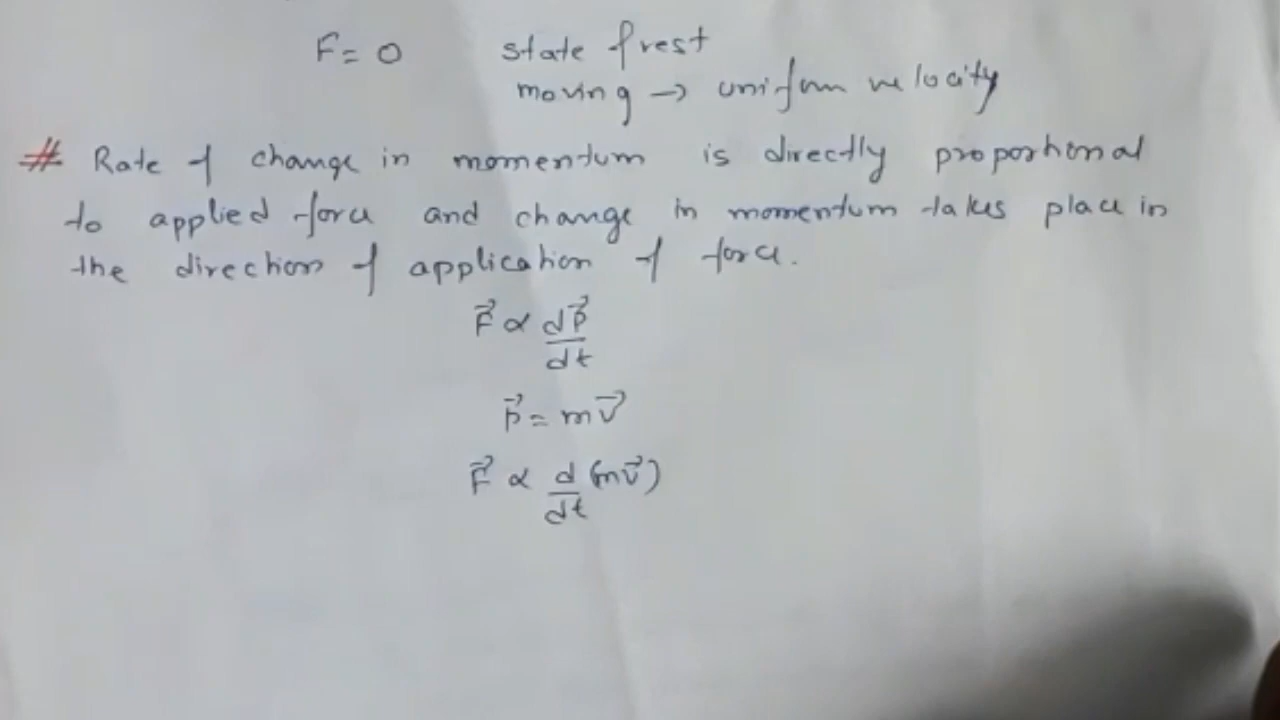 F = 0 state of rest
moving → uniform velocity
# Rate of change in momentum is directly proportional
to applied force and change in momentum takes place in
the direction of application of force.
F⃗ ∝ dp⃗/dt
p⃗ = mv⃗
F⃗ ∝ d/dt (mv⃗)